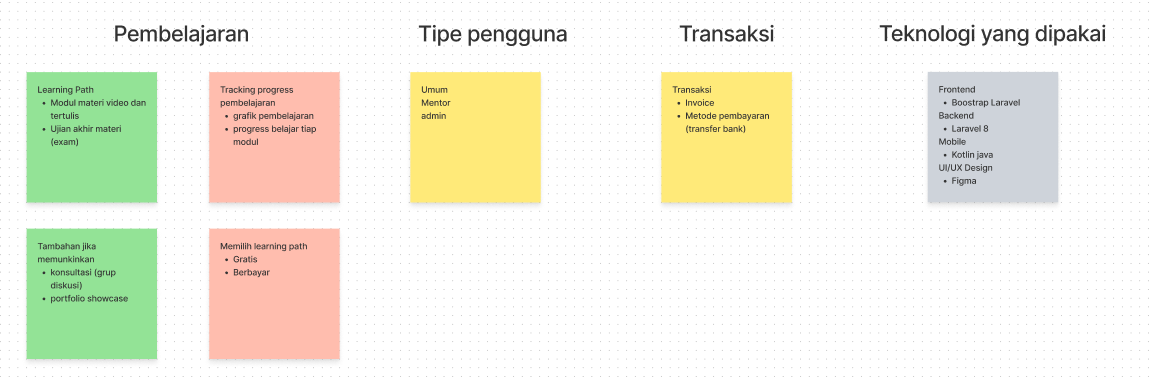 Pembelajaran
Tipe pengguna
Transaksi
Teknologi yang dipakai
Learning Path
• Modul materi video dan
tertulis
• Ujian akhir materi
(exam)
Tracking progress
pembelajaran
• grafik pembelajaran
• progress belajar tiap
modul
Umum
Mentor
admin
Transaksi
• Invoice
• Metode pembayaran
(transfer bank)
Frontend
• Boostrap Laravel
Backend
• Laravel 8
Mobile
• Kotlin java
UI/UX Design
• Figma
Tambahan jika
memunkinkan
• konsultasi (grup
diskusi)
• portfolio showcase
Memilih learning path
• Gratis
• Berbayar